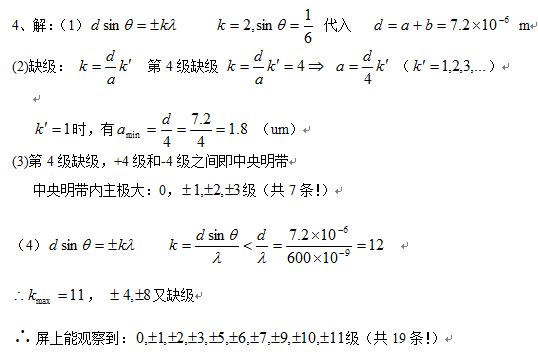 4、解：（1） d sin θ = ±kλ k = 2, sin θ = 1/6 代入 d = a + b = 7.2×10⁻⁶ m
(2)缺级： k = d/a k′ 第 4 级缺级 k = d/a k′ = 4 ⇒ a = d/4 k′ （ k′ = 1,2,3,... ）↵
↵
k′ = 1 时，有 a_min = d/4 = 7.2/4 = 1.8 （um）↵
(3)第 4 级缺级，+4 级和-4 级之间即中央明带↵
中央明带内主极大：0，±1,±2,±3 级（共 7 条!）↵
（4） d sin θ = ±kλ k = d sin θ/λ < d/λ = 7.2×10⁻⁶/600×10⁻⁹ = 12 ↵
∴ k_max = 11 ， ±4,±8 又缺级↵
∴ 屏上能观察到： 0,±1,±2,±3,±5,±6,±7,±9,±10,±11 级（共 19 条!）↵